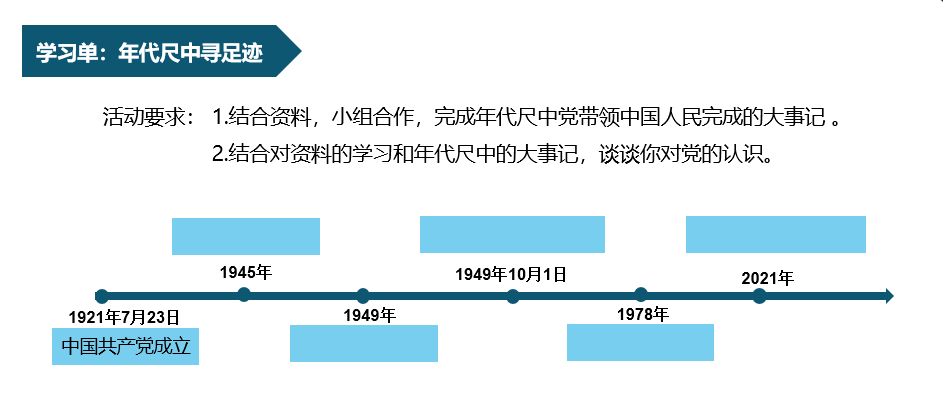 学习单：年代尺中寻足迹
活动要求： 1.结合资料，小组合作，完成年代尺中党带领中国人民完成的大事记 。
2.结合对资料的学习和年代尺中的大事记，谈谈你对党的认识。
1945年
1949年10月1日
2021年
1921年7月23日
1949年
1978年
中国共产党成立